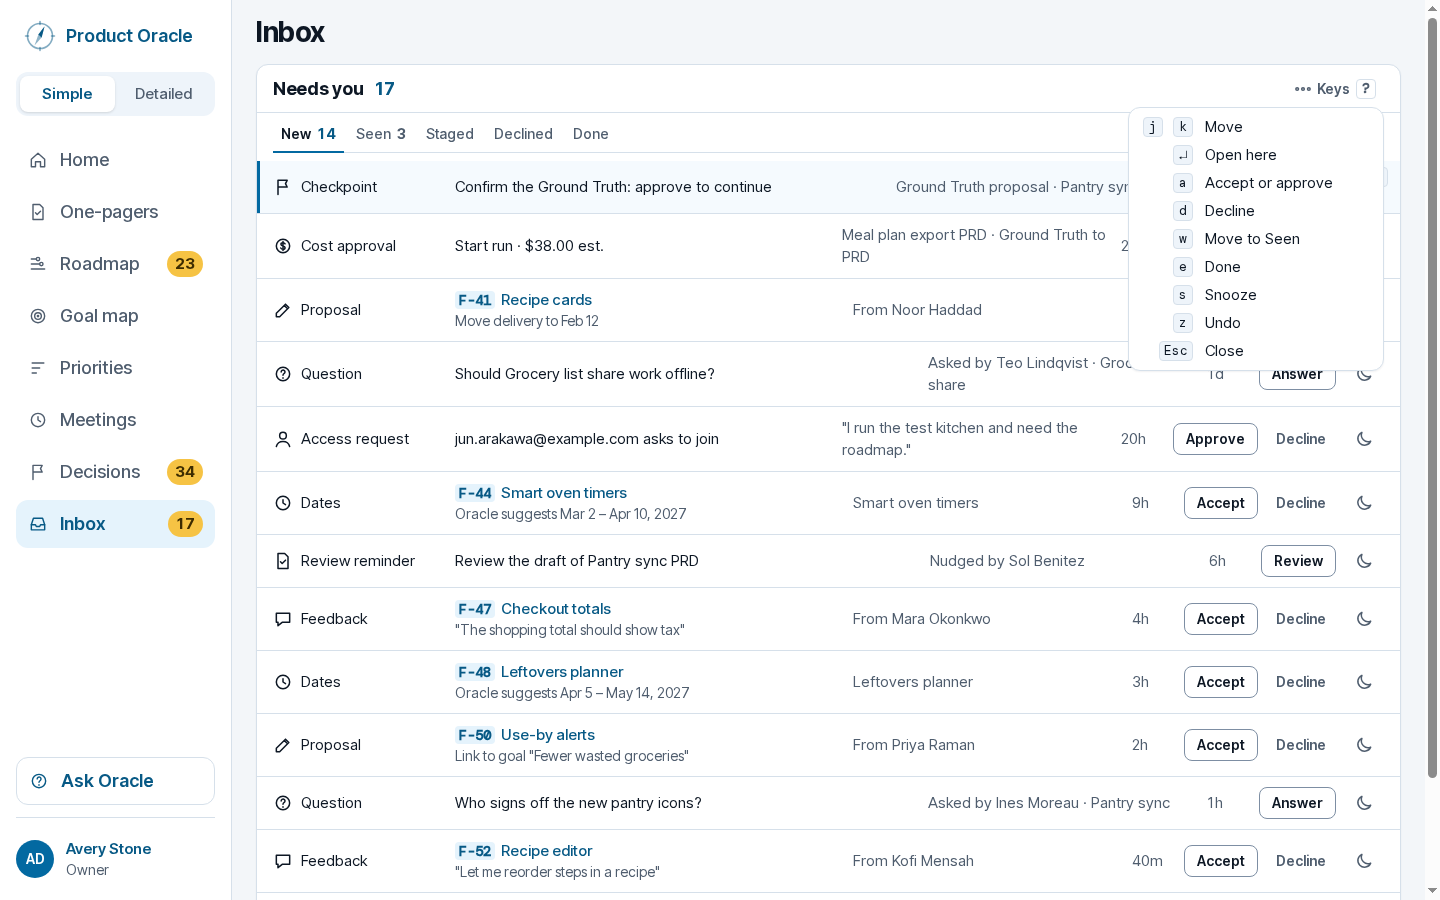 Product Oracle
Simple Detailed
Home
One-pagers
Roadmap 23
Goal map
Priorities
Meetings
Decisions 34
Inbox 17
Ask Oracle
AD Avery Stone
Owner
Inbox
Needs you 17
Keys ?
New 14 Seen 3 Staged Declined Done
j k Move
↵ Open here
a Accept or approve
d Decline
w Move to Seen
e Done
s Snooze
z Undo
Esc Close
Checkpoint Confirm the Ground Truth: approve to continue Ground Truth proposal · Pantry
Cost approval Start run · $38.00 est. Meal plan export PRD · Ground Truth to
PRD
F-41 Recipe cards
Proposal From Noor Haddad
Move delivery to Feb 12
Question Should Grocery list share work offline? Asked by Teo Lindqvist ·
share 1d Answer
Access request jun.arakawa@example.com asks to join "I run the test kitchen and need the
roadmap." 20h Approve Decline
F-44 Smart oven timers
Dates Smart oven timers 9h Accept Decline
Oracle suggests Mar 2 – Apr 10, 2027
Review reminder Review the draft of Pantry sync PRD Nudged by Sol Benitez 6h Review
F-47 Checkout totals
Feedback From Mara Okonkwo 4h Accept Decline
"The shopping total should show tax"
F-48 Leftovers planner
Dates Leftovers planner 3h Accept Decline
Oracle suggests Apr 5 – May 14, 2027
F-50 Use-by alerts
Proposal From Priya Raman 2h Accept Decline
Link to goal "Fewer wasted groceries"
Question Who signs off the new pantry icons? Asked by Ines Moreau · Pantry sync 1h Answer
F-52 Recipe editor
Feedback From Kofi Mensah 40m Accept Decline
"Let me reorder steps in a recipe"